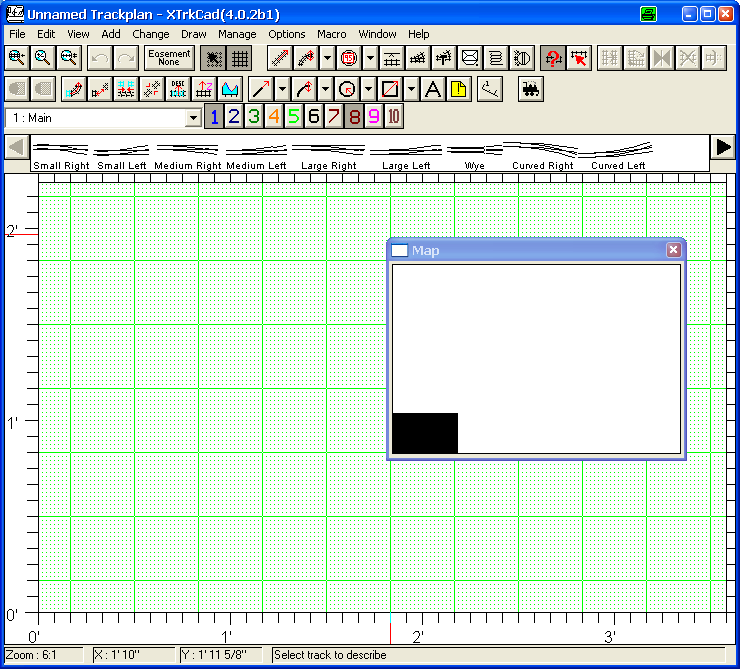 Unnamed Trackplan - XTrkCad(4.0.2b1)
File Edit View Add Change Draw Manage Options Macro Window Help
Easement
None
DESC
A
1 : Main
1 2 3 4 5 6 7 8 9 10
Small Right Small Left Medium Right Medium Left Large Right Large Left Wye Curved Right Curved Left
2'
Map
1'
0'
0' 1' 2' 3'
Zoom : 6:1 X : 1' 10" Y : 1' 11 5/8" Select track to describe